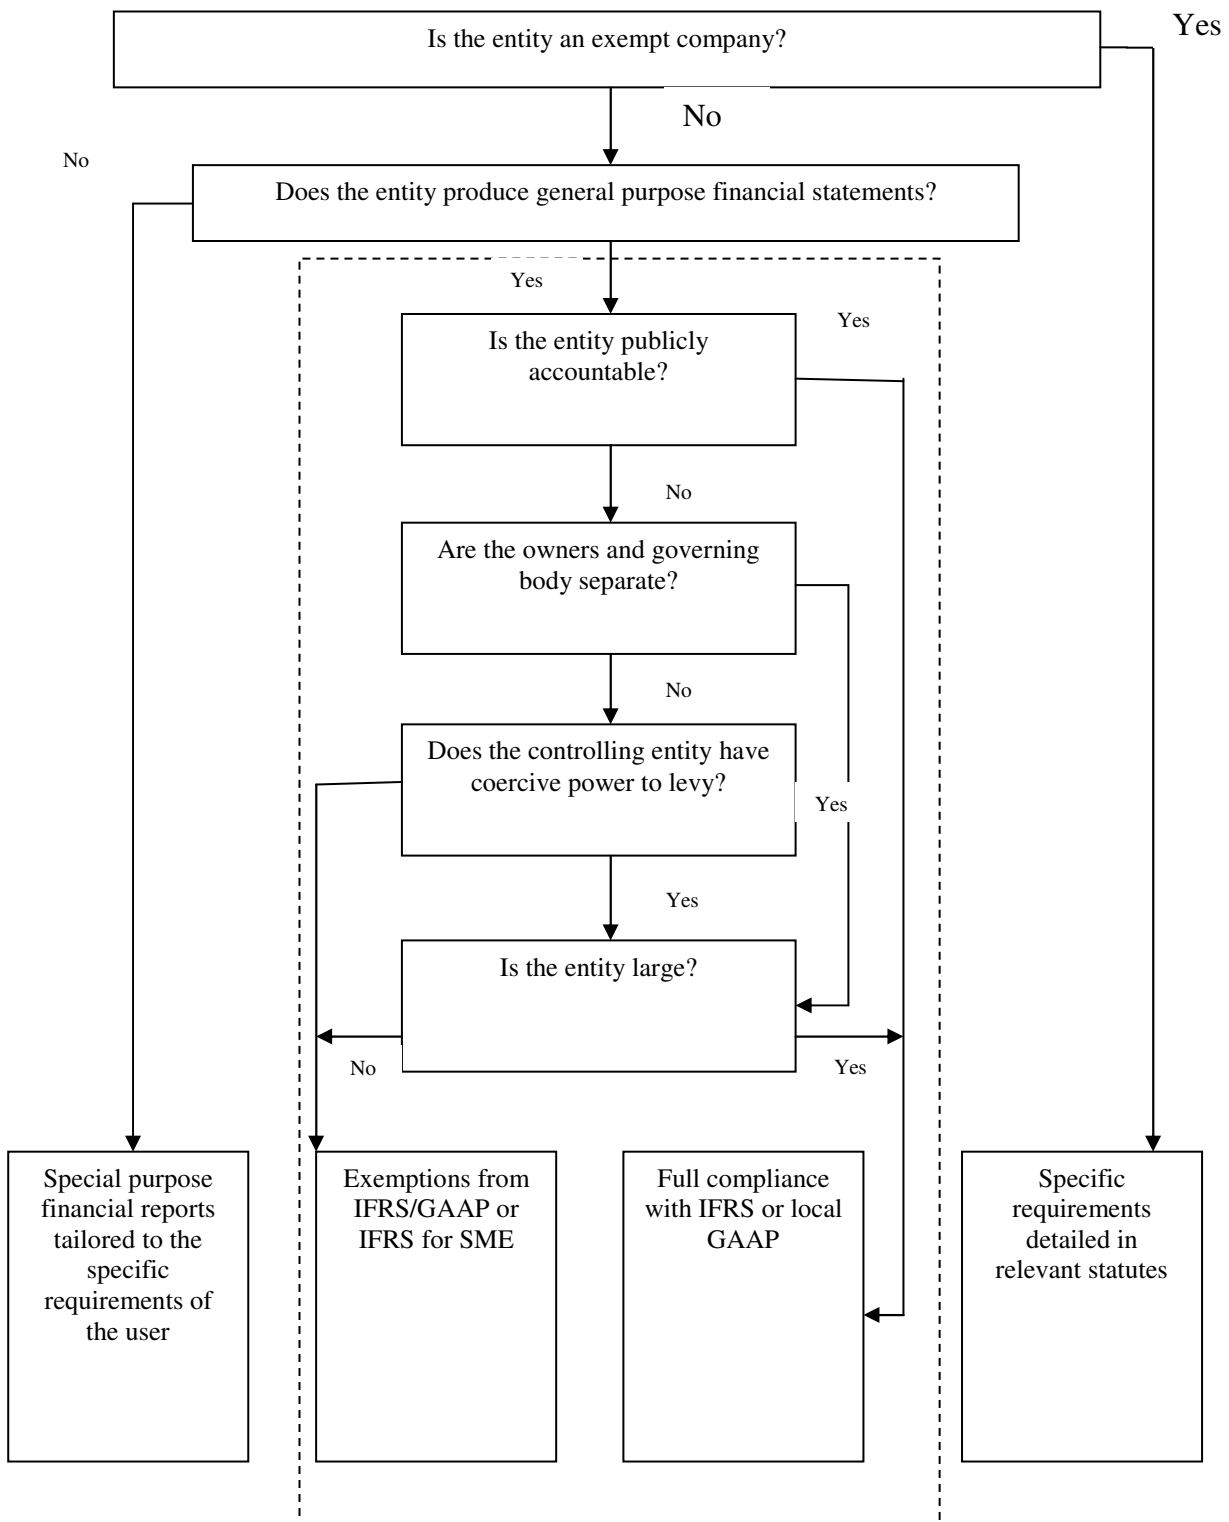 Is the entity an exempt company?
Yes
No
No
Does the entity produce general purpose financial statements?
Yes
Is the entity publicly
accountable?
Yes
No
Are the owners and governing
body separate?
No
Does the controlling entity have
coercive power to levy?
Yes
Yes
Is the entity large?
No
Yes
Special purpose
financial reports
tailored to the
specific
requirements of
the user
Exemptions from
IFRS/GAAP or
IFRS for SME
Full compliance
with IFRS or local
GAAP
Specific
requirements
detailed in
relevant statutes